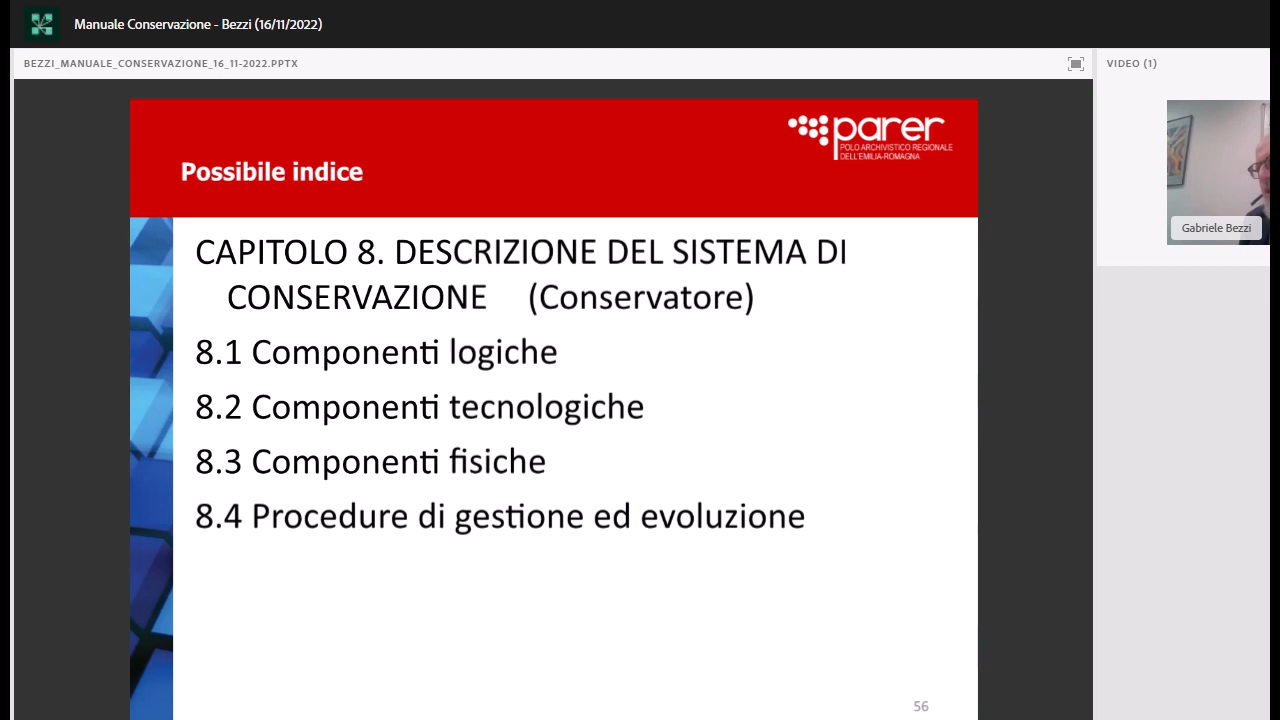 Manuale Conservazione - Bezzi (16/11/2022)
BEZZI_MANUALE_CONSERVAZIONE_16_11-2022.PPTX
VIDEO (1)
parer
POLO ARCHIVISTICO REGIONALE
DELL'EMILIA-ROMAGNA
Possibile indice
CAPITOLO 8. DESCRIZIONE DEL SISTEMA DI
CONSERVAZIONE (Conservatore)
8.1 Componenti logiche
8.2 Componenti tecnologiche
8.3 Componenti fisiche
8.4 Procedure di gestione ed evoluzione
56
Gabriele Bezzi